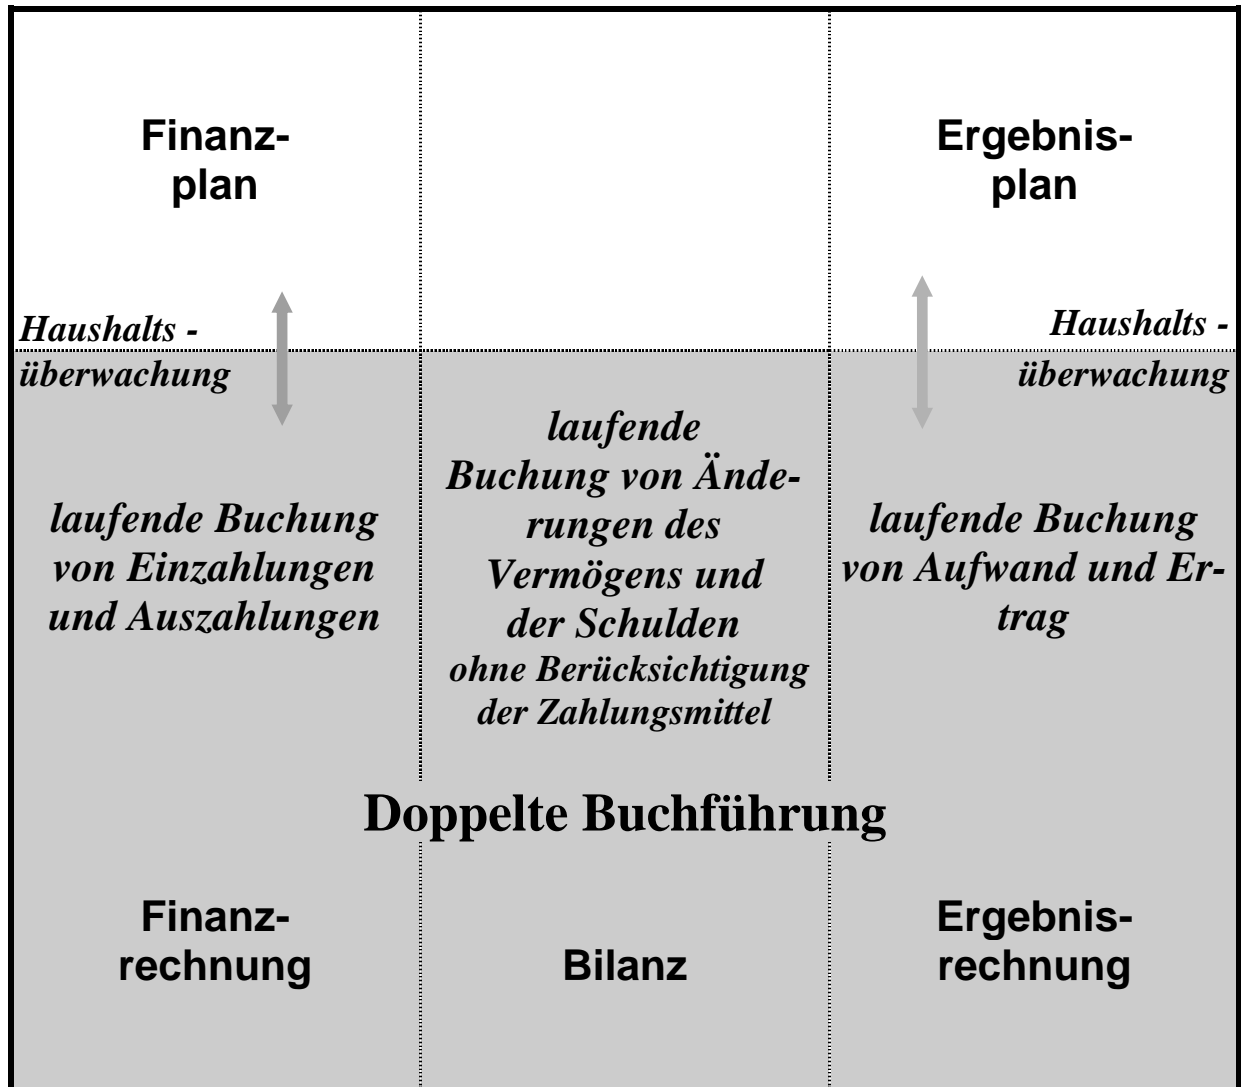 Finanz-
plan
Ergebnis-
plan
Haushalts -
überwachung
Haushalts -
überwachung
laufende Buchung
von Einzahlungen
und Auszahlungen
laufende
Buchung von Ände-
rungen des
Vermögens und
der Schulden
ohne Berücksichtigung
der Zahlungsmittel
laufende Buchung
von Aufwand und Er-
trag
Doppelte Buchführung
Finanz-
rechnung
Bilanz
Ergebnis-
rechnung